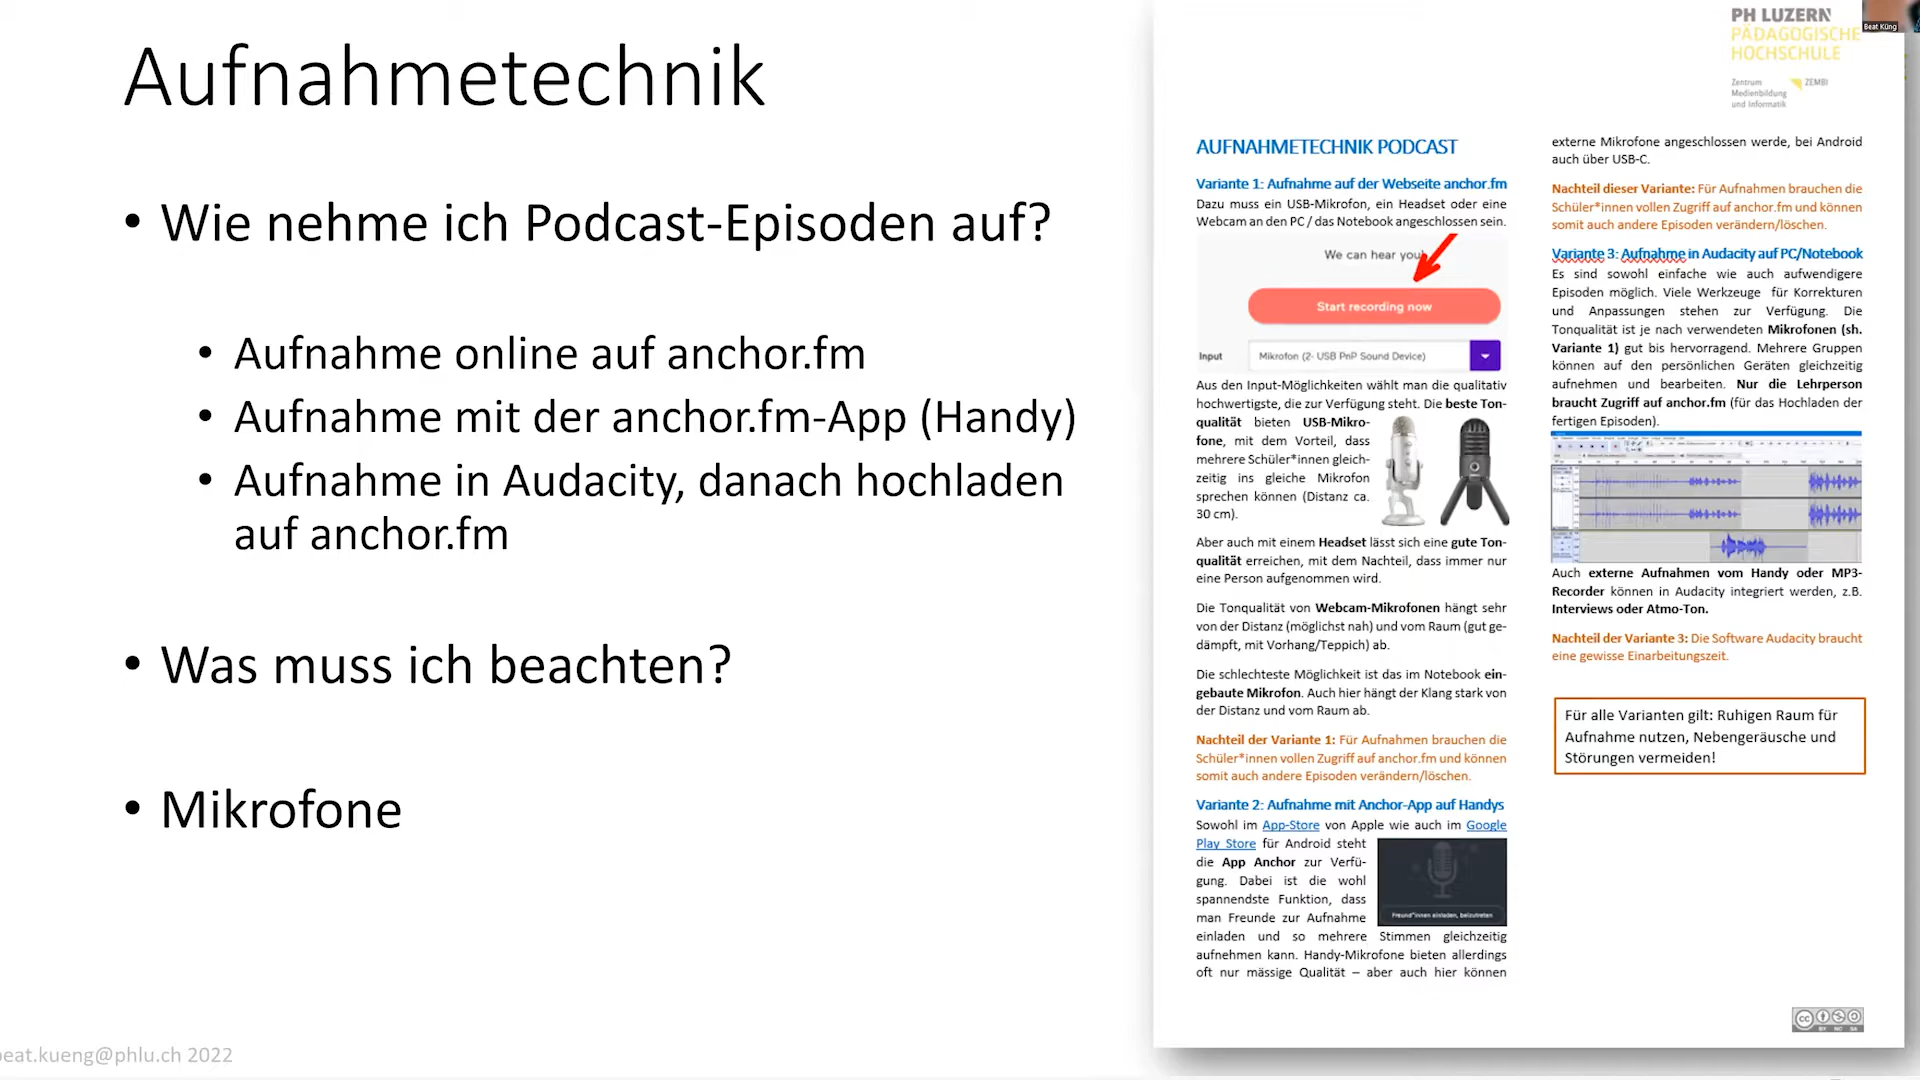 Aufnahmetechnik
• Wie nehme ich Podcast-Episoden auf?
• Aufnahme online auf anchor.fm
• Aufnahme mit der anchor.fm-App (Handy)
• Aufnahme in Audacity, danach hochladen
auf anchor.fm
• Was muss ich beachten?
• Mikrofone
beat.kueng@phlu.ch 2022
PH LUZERN
PÄDAGOGISCHE
HOCHSCHULE
Zentrum
Medienbildung
und Informatik
ZEMBI
Beat Küng
AUFNAHMETECHNIK PODCAST
Variante 1: Aufnahme auf der Webseite anchor.fm
Dazu muss ein USB-Mikrofon, ein Headset oder eine
Webcam an den PC / das Notebook angeschlossen sein.
We can hear you!
Start recording now
Input
Mikrofon (2- USB PnP Sound Device)
Aus den Input-Möglichkeiten wählt man die qualitativ
hochwertigste, die zur Verfügung steht. Die beste Ton-
qualität bieten USB-Mikro-
fone, mit dem Vorteil, dass
mehrere Schüler*innen gleich-
zeitig ins gleiche Mikrofon
sprechen können (Distanz ca.
30 cm).
Aber auch mit einem Headset lässt sich eine gute Ton-
qualität erreichen, mit dem Nachteil, dass immer nur
eine Person aufgenommen wird.
Die Tonqualität von Webcam-Mikrofonen hängt sehr
von der Distanz (möglichst nah) und vom Raum (gut ge-
dämpft, mit Vorhang/Teppich) ab.
Die schlechteste Möglichkeit ist das im Notebook ein-
gebaute Mikrofon. Auch hier hängt der Klang stark von
der Distanz und vom Raum ab.
Nachteil der Variante 1: Für Aufnahmen brauchen die
Schüler*innen vollen Zugriff auf anchor.fm und können
somit auch andere Episoden verändern/löschen.
Variante 2: Aufnahme mit Anchor-App auf Handys
Sowohl im App-Store von Apple wie auch im Google
Play Store für Android steht
die App Anchor zur Verfü-
gung. Dabei ist die wohl
spannendste Funktion, dass
man Freunde zur Aufnahme
einladen und so mehrere Stimmen gleichzeitig
aufnehmen kann. Handy-Mikrofone bieten allerdings
oft nur mässige Qualität – aber auch hier können
Freund*innen einladen, beizutreten
externe Mikrofone angeschlossen werde, bei Android
auch über USB-C.
Nachteil dieser Variante: Für Aufnahmen brauchen die
Schüler*innen vollen Zugriff auf anchor.fm und können
somit auch andere Episoden verändern/löschen.
Variante 3: Aufnahme in Audacity auf PC/Notebook
Es sind sowohl einfache wie auch aufwendigere
Episoden möglich. Viele Werkzeuge für Korrekturen
und Anpassungen stehen zur Verfügung. Die
Tonqualität ist je nach verwendeten Mikrofonen (sh.
Variante 1) gut bis hervorragend. Mehrere Gruppen
können auf den persönlichen Geräten gleichzeitig
aufnehmen und bearbeiten. Nur die Lehrperson
braucht Zugriff auf anchor.fm (für das Hochladen der
fertigen Episoden).
Auch externe Aufnahmen vom Handy oder MP3-
Recorder können in Audacity integriert werden, z.B.
Interviews oder Atmo-Ton.
Nachteil der Variante 3: Die Software Audacity braucht
eine gewisse Einarbeitungszeit.
Für alle Varianten gilt: Ruhigen Raum für
Aufnahme nutzen, Nebengeräusche und
Störungen vermeiden!
CC BY NC SA